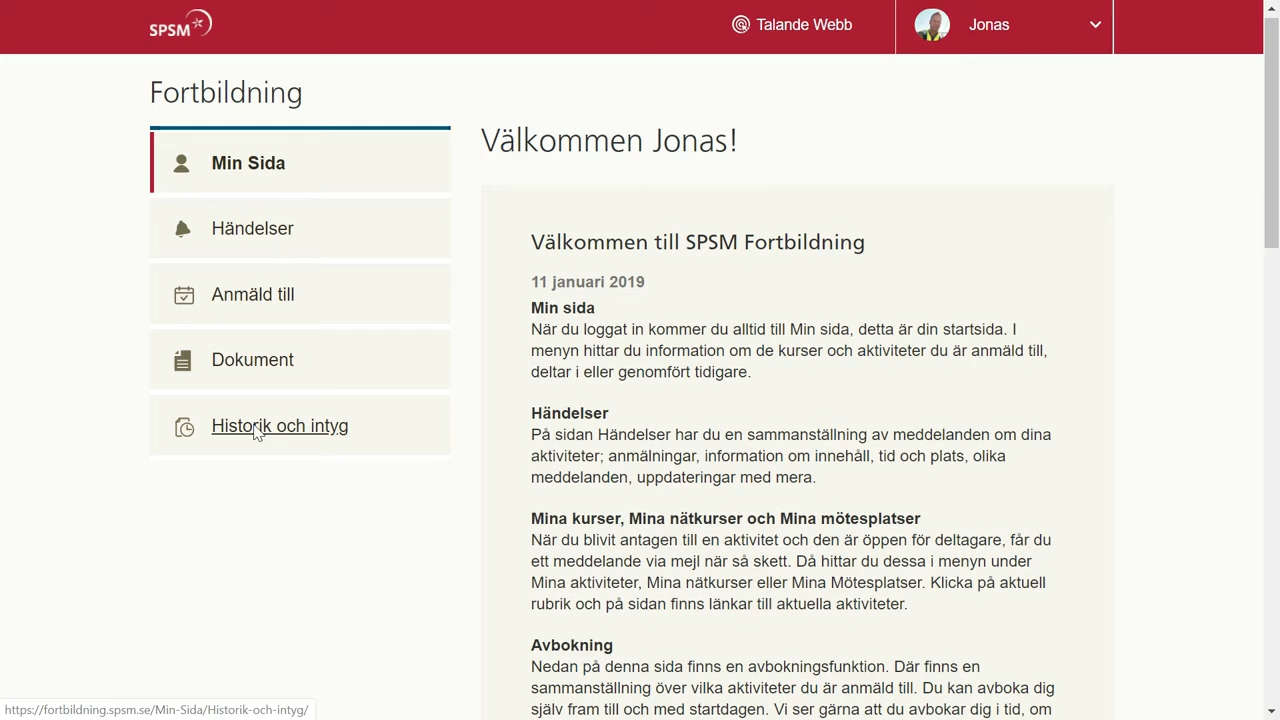 SPSM
Talande Webb
Jonas
Fortbildning
Min Sida
Händelser
Anmäld till
Dokument
Historik och intyg
Välkommen Jonas!
Välkommen till SPSM Fortbildning
11 januari 2019
Min sida
När du loggat in kommer du alltid till Min sida, detta är din startsida. I
menyn hittar du information om de kurser och aktiviteter du är anmäld till,
deltar i eller genomfört tidigare.
Händelser
På sidan Händelser har du en sammanställning av meddelanden om dina
aktiviteter; anmälningar, information om innehåll, tid och plats, olika
meddelanden, uppdateringar med mera.
Mina kurser, Mina nätkurser och Mina mötesplatser
När du blivit antagen till en aktivitet och den är öppen för deltagare, får du
ett meddelande via mejl när så skett. Då hittar du dessa i menyn under
Mina aktiviteter, Mina nätkurser eller Mina Mötesplatser. Klicka på aktuell
rubrik och på sidan finns länkar till aktuella aktiviteter.
Avbokning
Nedan på denna sida finns en avbokningsfunktion. Där finns en
sammanställning över vilka aktiviteter du är anmäld till. Du kan avboka dig
själv fram till och med startdagen. Vi ser gärna att du avbokar dig i tid, om
https://fortbildning.spsm.se/Min-Sida/Historik-och-intyg/